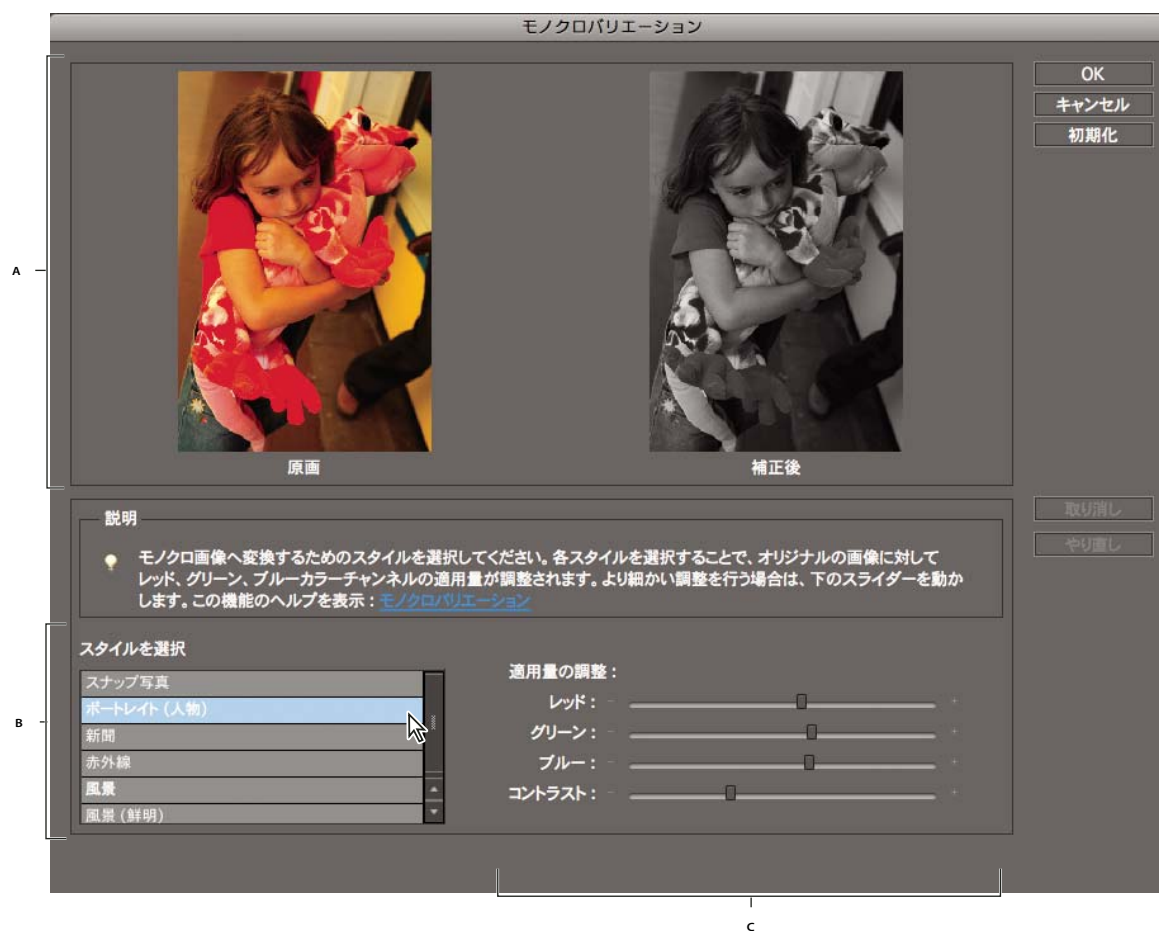 モノクロバリエーション
OK
キャンセル
初期化
A
原画
補正後
取り消し
やり直し
説明
モノクロ画像へ変換するためのスタイルを選択してください。各スタイルを選択することで、オリジナルの画像に対して
レッド、グリーン、ブルーカラーチャンネルの適用量が調整されます。より細かい調整を行う場合は、下のスライダーを動か
します。この機能のヘルプを表示：モノクロバリエーション
B
スタイルを選択
スナップ写真
ポートレイト（人物）
新聞
赤外線
風景
風景（鮮明）
適用量の調整：
レッド： - +
グリーン： - +
ブルー： - +
コントラスト： - +
C